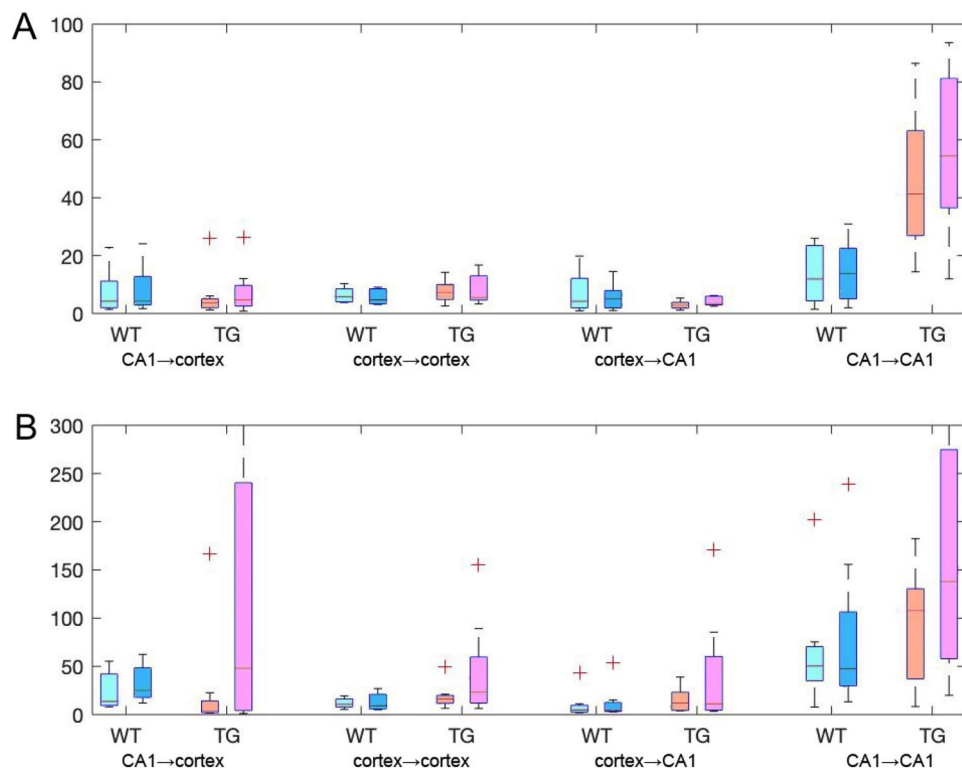 A
100
80
60
40
20
0
WT TG WT TG WT TG WT TG
CA1→cortex cortex→cortex cortex→CA1 CA1→CA1
B
300
250
200
150
100
50
0
WT TG WT TG WT TG WT TG
CA1→cortex cortex→cortex cortex→CA1 CA1→CA1